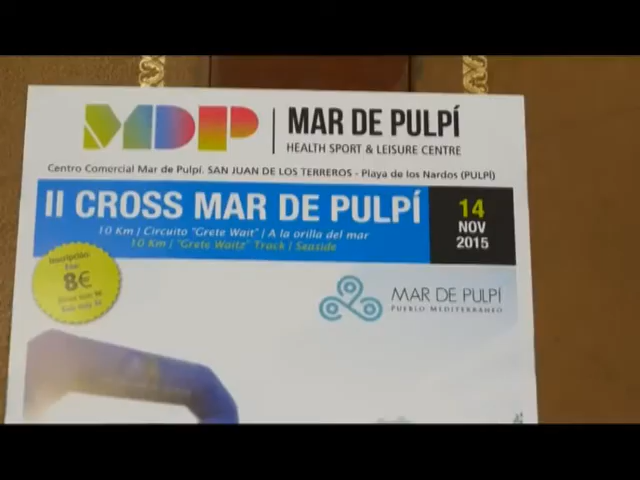 MDP
MAR DE PULPÍ
HEALTH SPORT & LEISURE CENTRE
Centro Comercial Mar de Pulpí. SAN JUAN DE LOS TERREROS - Playa de los Nardos (PULPÍ)
II CROSS MAR DE PULPÍ
10 Km / Circuito "Grete Wait" / A la orilla del mar
10 Km / "Grete Waitz" Track / Seaside
14
NOV
2015
Inscripción
8€
MAR DE PULPÍ
PUEBLO MEDITERRÁNEO